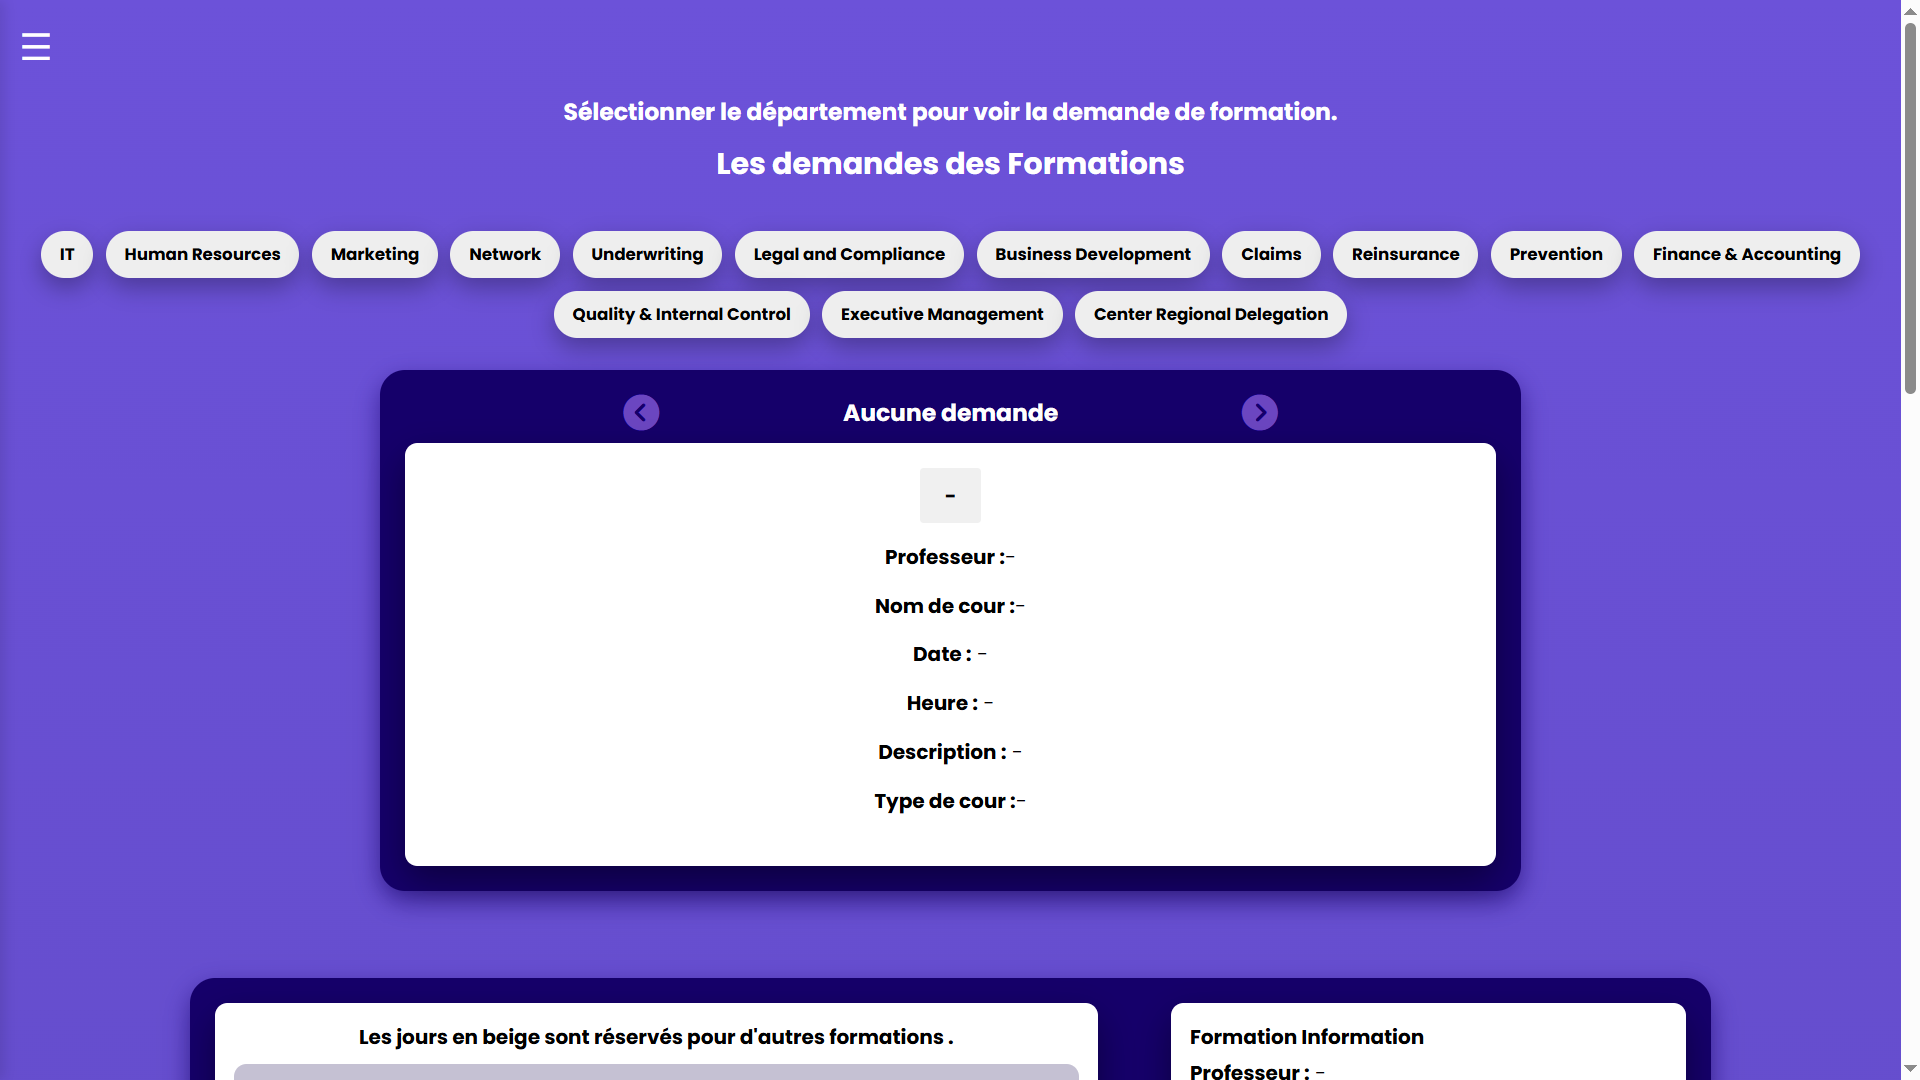 Sélectionner le département pour voir la demande de formation.
Les demandes des Formations
IT Human Resources Marketing Network Underwriting Legal and Compliance Business Development Claims Reinsurance Prevention Finance & Accounting
Quality & Internal Control Executive Management Center Regional Delegation
Aucune demande
-
Professeur :-
Nom de cour :-
Date : -
Heure : -
Description : -
Type de cour :-
Les jours en beige sont réservés pour d'autres formations .
Formation Information
Professeur : -